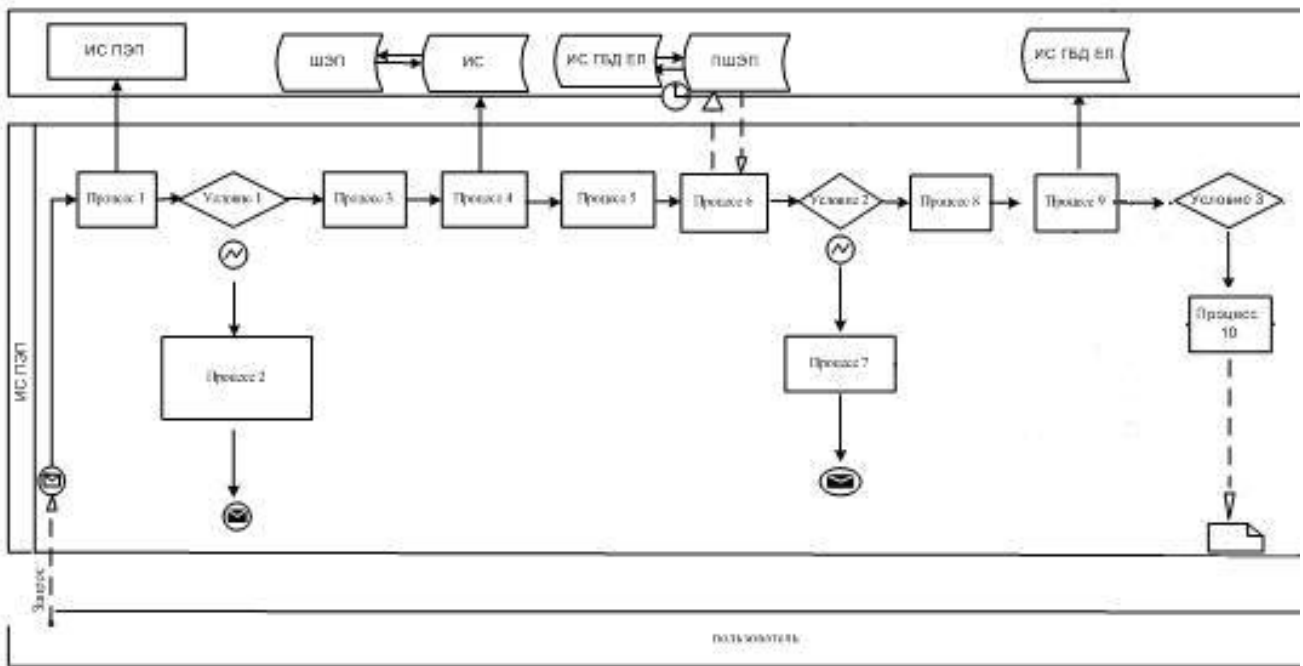 ИС ПЭП
ШЭП
ИС
ИС ГБД ЕЛ
ПШЭП
ИС ГБД ЕЛ
ИС ПЭП
Процесс 1
Условие 1
Процесс 3
Процесс 4
Процесс 5
Процесс 6
Условие 2
Процесс 8
Процесс 9
Условие 3
Процесс 2
Процесс 7
Процесс
10
Запрос
пользователь